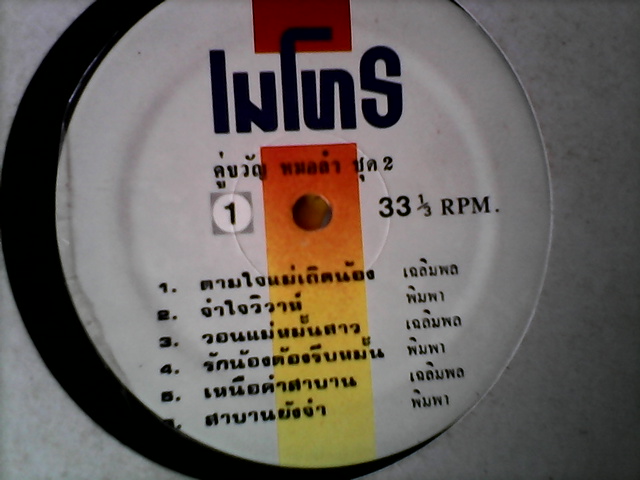 ไมโทร
คู่ขวัญ หมอลำ ชุด 2
1 33 ⅓ RPM.
1. ตามใจแม่เถิดน้อง เฉลิมพล
2. จำใจวิวาห์ พิมพา
3. วอนแม่หมั้นสาว เฉลิมพล
4. รักน้องต้องรีบหมั้น พิมพา
5. เหนือคำสาบาน เฉลิมพล
สาบานยังจำ พิมพา